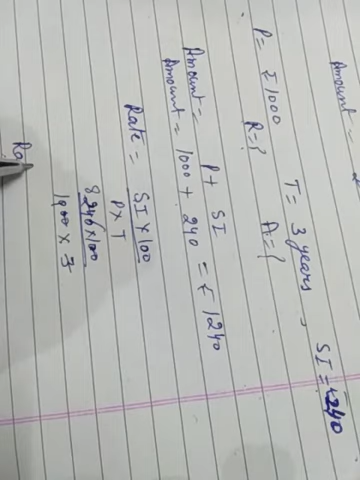 Amount =
P = ₹1000 T = 3 years, SI = ₹240
R = ? A = ?
Amount = P + SI
Amount = 1000 + 240 = ₹1240
Rate = SI × 100
P × T
8 240 × 100
1000 × 3
Ra